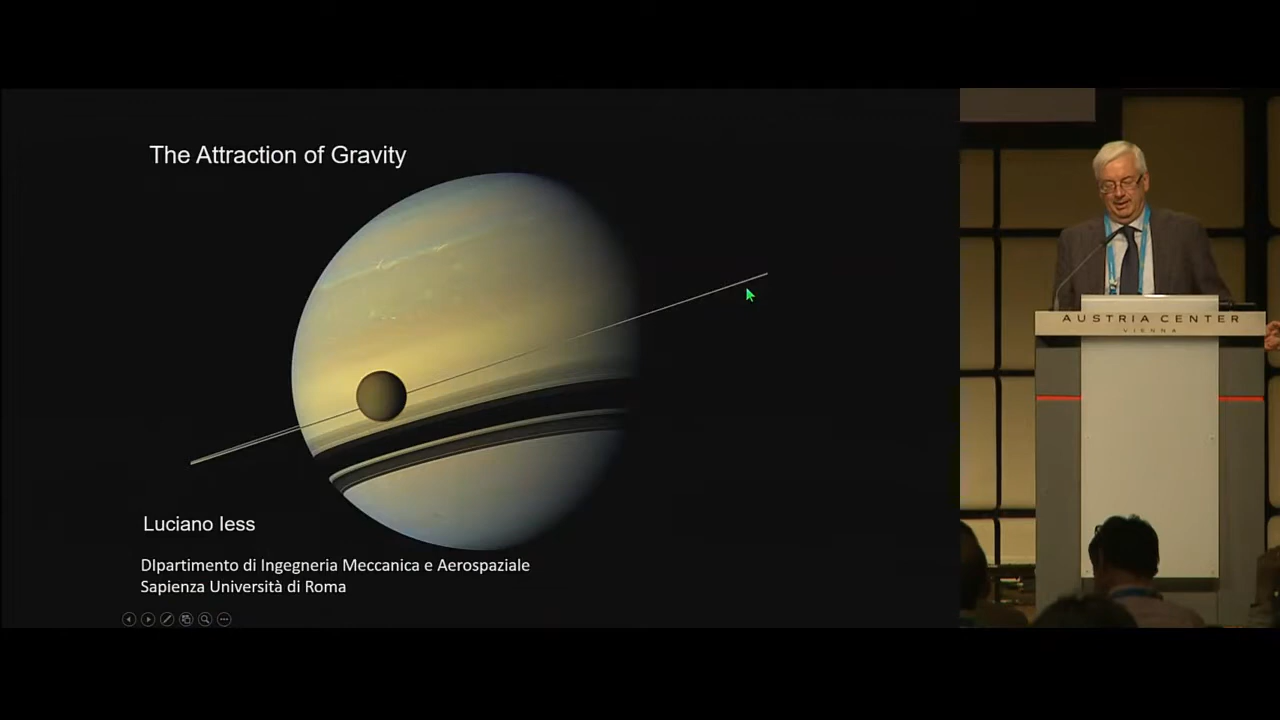 The Attraction of Gravity
Luciano Iess
DIpartimento di Ingegneria Meccanica e Aerospaziale
Sapienza Università di Roma
AUSTRIA CENTER
VIENNA